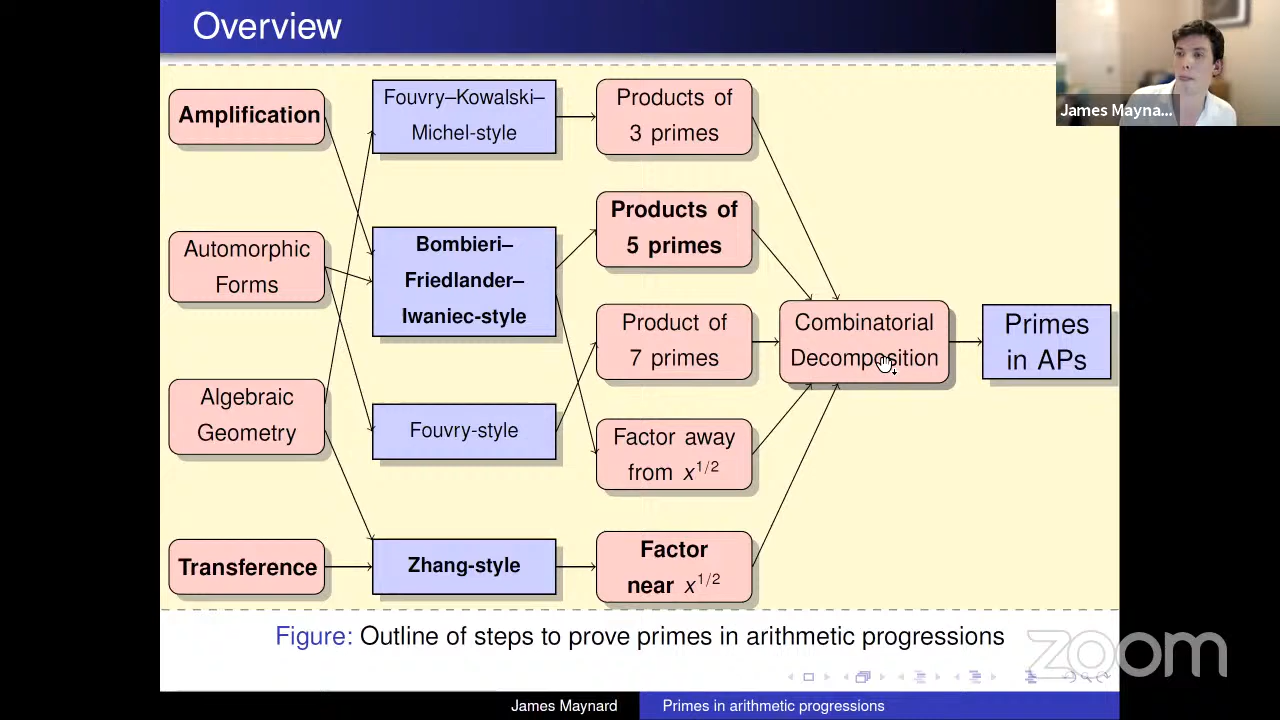 Overview
James Mayna...
Amplification
Automorphic
Forms
Algebraic
Geometry
Transference
Fouvry–Kowalski–
Michel-style
Bombieri–
Friedlander–
Iwaniec-style
Fouvry-style
Zhang-style
Products of
3 primes
Products of
5 primes
Product of
7 primes
Factor away
from x^{1/2}
Factor
near x^{1/2}
Combinatorial
Decomposition
Primes
in APs
Figure: Outline of steps to prove primes in arithmetic progressions
zoom
James Maynard
Primes in arithmetic progressions